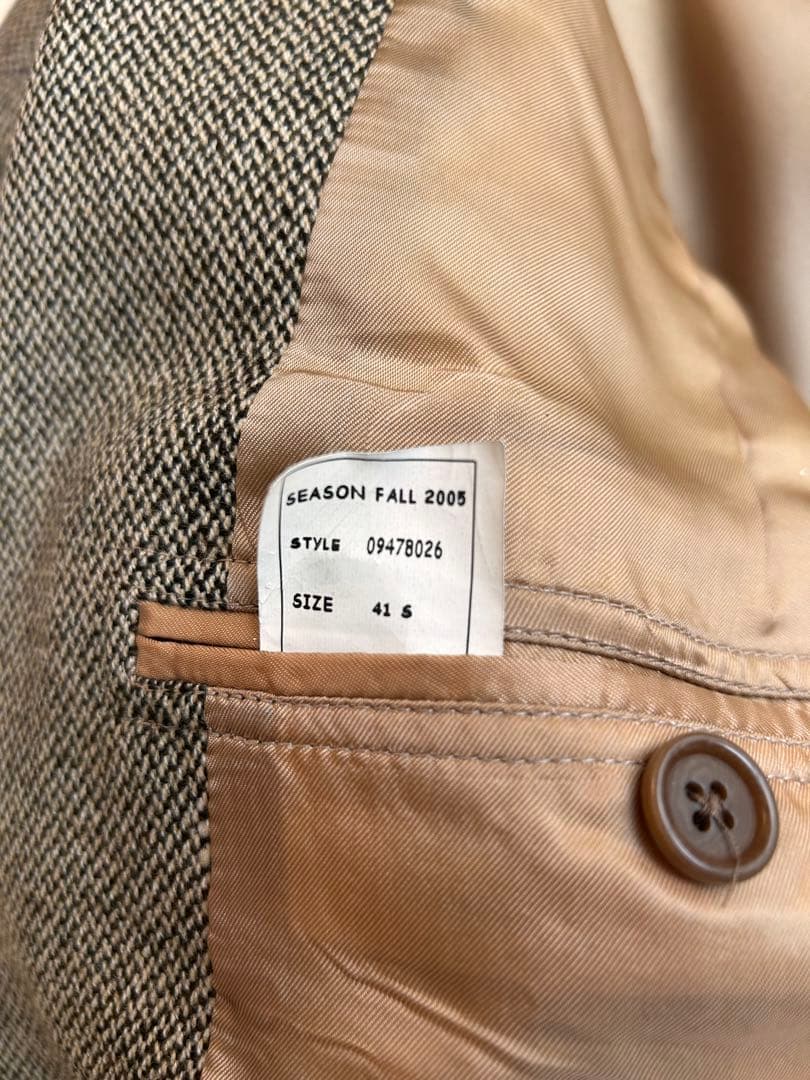 SEASON FALL 2005
STYLE 09478026
SIZE 41 S